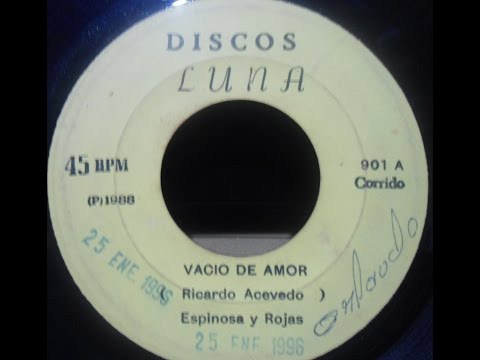 DISCOS
LUNA
45 RPM
901 A
Corrido
(P)1988
25 ENE. 1996
VACIO DE AMOR
Ricardo Acevedo )
Espinosa y Rojas
25 ENE 1996
Orlando